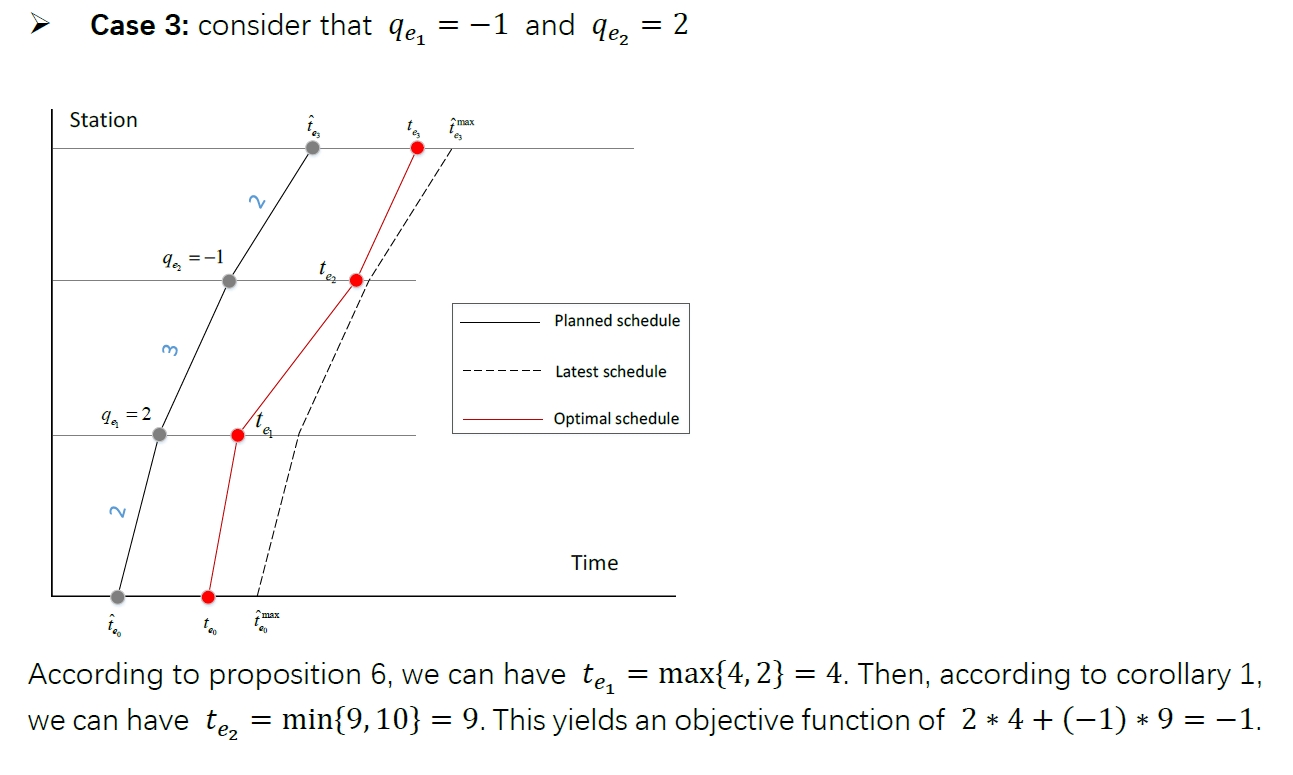 ➢ Case 3: consider that q_{e_1} = −1 and q_{e_2} = 2
Station
t̂_{e_3}
t_{e_3}
t̂_{e_3}^{max}
2
q_{e_2} = −1
t_{e_2}
3
Planned schedule
Latest schedule
Optimal schedule
q_{e_1} = 2
t_{e_1}
2
Time
t̂_{e_0}
t_{e_0}
t̂_{e_0}^{max}
According to proposition 6, we can have t_{e_1} = max{4, 2} = 4. Then, according to corollary 1,
we can have t_{e_2} = min{9, 10} = 9. This yields an objective function of 2 * 4 + (−1) * 9 = −1.